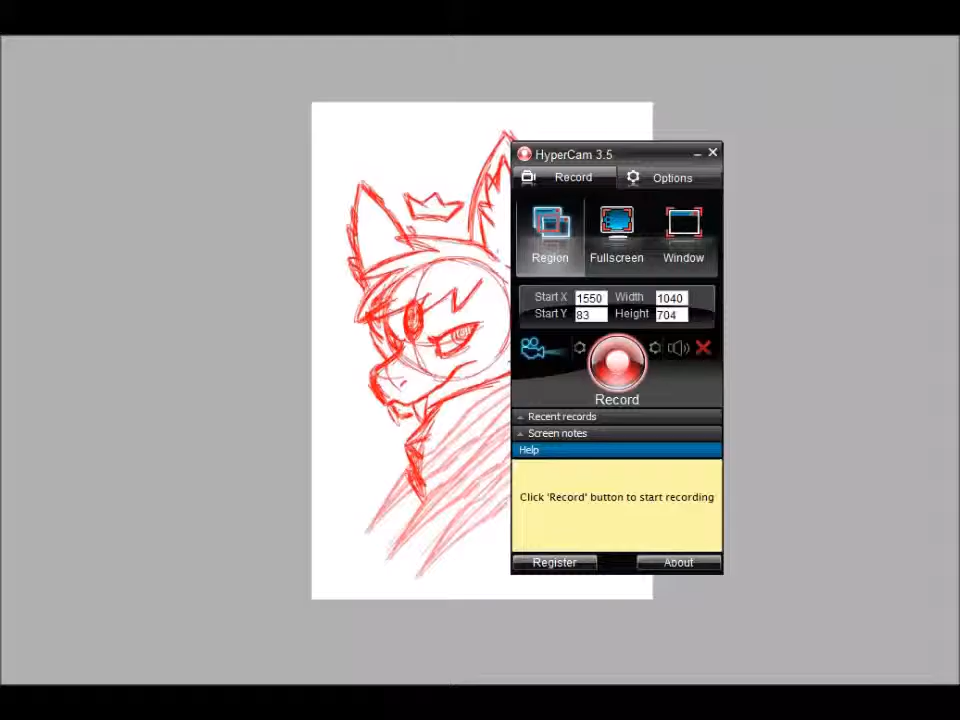 HyperCam 3.5
Record Options
Region Fullscreen Window
Start X 1550 Width 1040
Start Y 83 Height 704
Record
Recent records
Screen notes
Help
Click 'Record' button to start recording
Register About